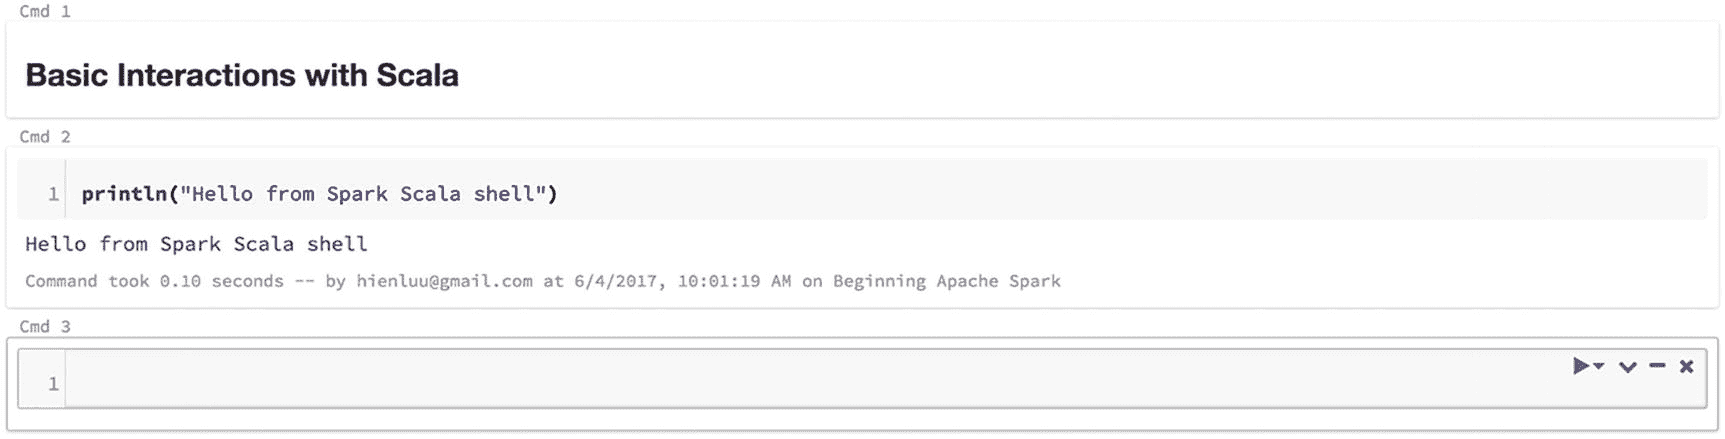 Cmd 1
Basic Interactions with Scala
Cmd 2
1 println("Hello from Spark Scala shell")
Hello from Spark Scala shell
Command took 0.10 seconds -- by hienluu@gmail.com at 6/4/2017, 10:01:19 AM on Beginning Apache Spark
Cmd 3
1